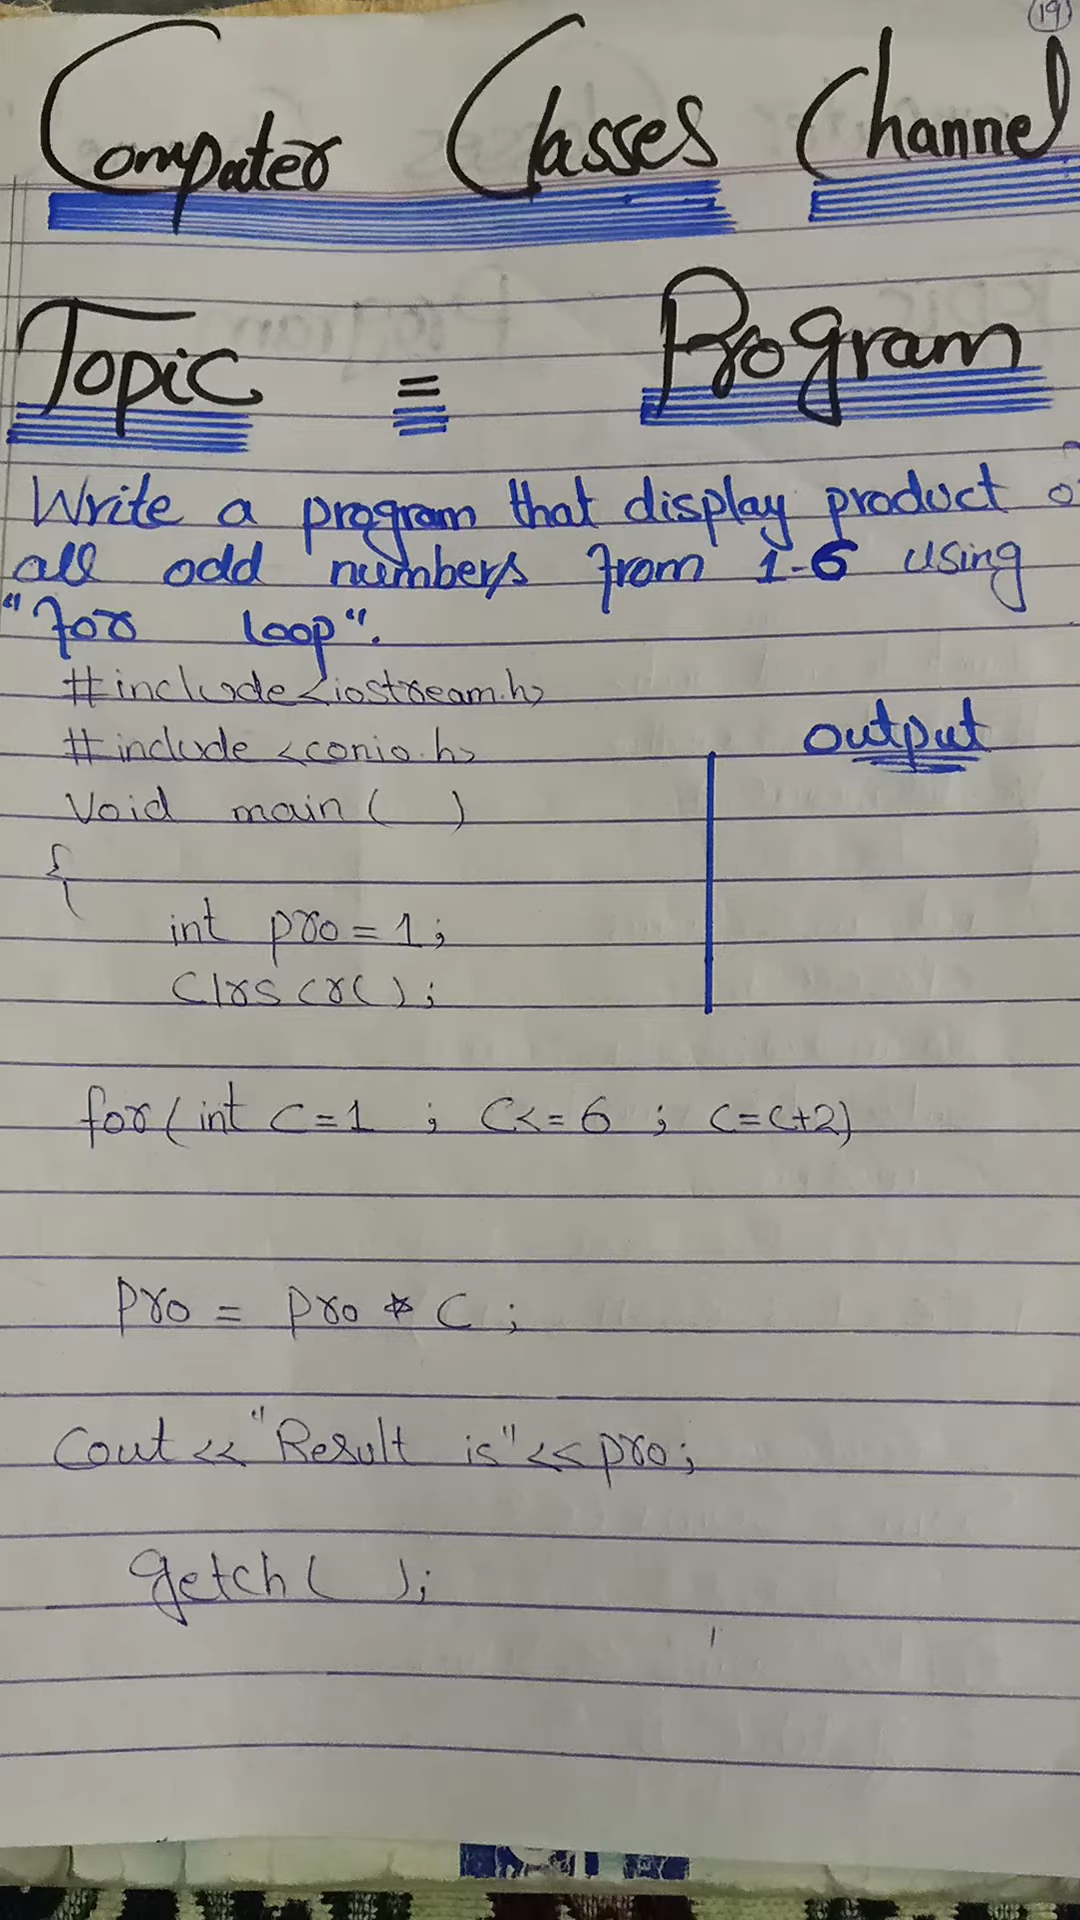 19
Computer Classes Channel
Topic = Program
Write a program that display product
all odd numbers from 1-6 using
"for loop".
#include<iostream.h>
#include <conio.h>
output
Void main( )
{
int pro=1;
Clrscr();
for(int C=1 ; C<=6 ; C=C+2)
pro = pro * C;
Cout<<"Result is"<<pro;
getch( );